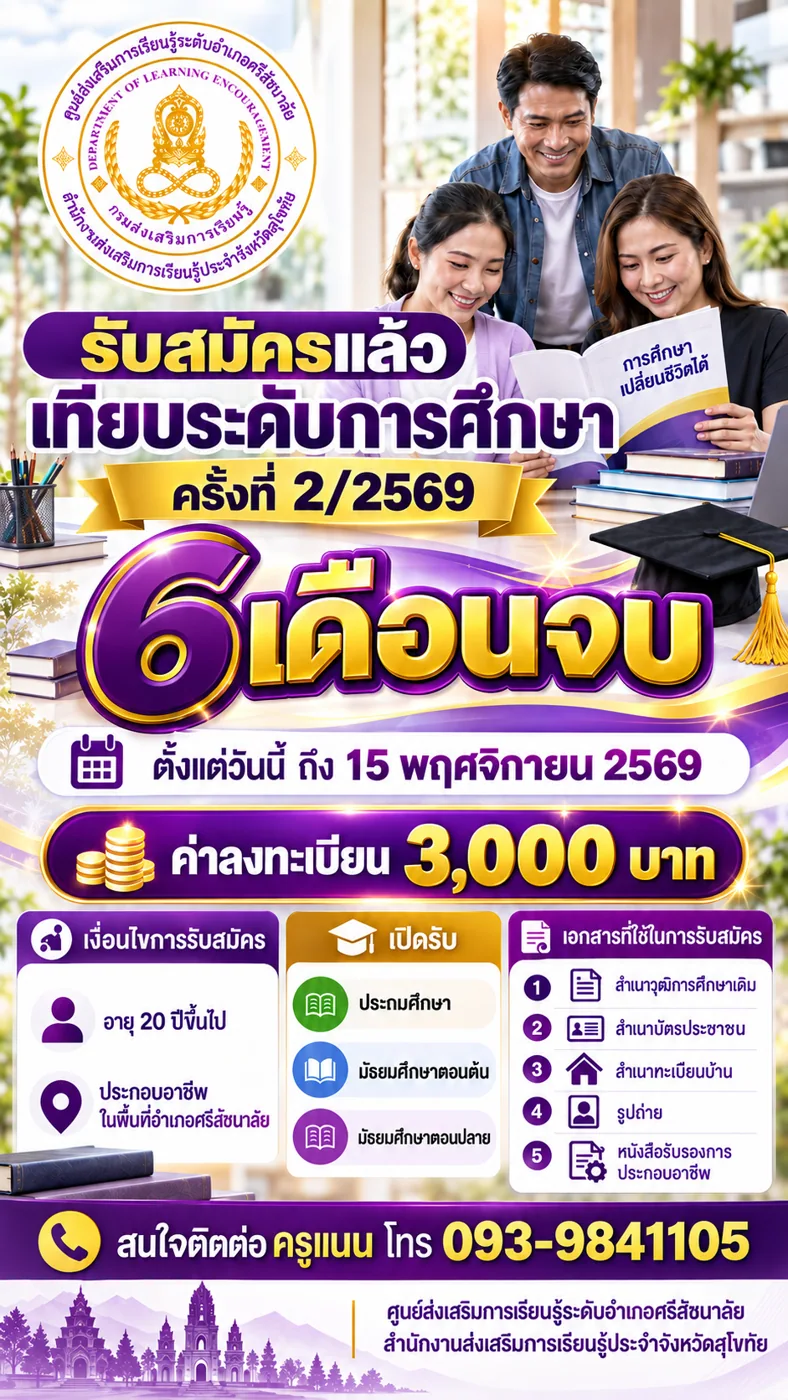 ศูนย์ส่งเสริมการเรียนรู้ระดับอำเภอศรีสัชนาลัย
DEPARTMENT OF LEARNING ENCOURAGEMENT
กรมส่งเสริมการเรียนรู้
สำนักงานส่งเสริมการเรียนรู้ประจำจังหวัดสุโขทัย
การศึกษา
เปลี่ยนชีวิตได้
รับสมัครแล้ว
เทียบระดับการศึกษา
ครั้งที่ 2/2569
6 เดือนจบ
ตั้งแต่วันนี้ ถึง 15 พฤศจิกายน 2569
ค่าลงทะเบียน 3,000 บาท
เงื่อนไขการรับสมัคร
อายุ 20 ปีขึ้นไป
ประกอบอาชีพ
ในพื้นที่อำเภอศรีสัชนาลัย
เปิดรับ
ประถมศึกษา
มัธยมศึกษาตอนต้น
มัธยมศึกษาตอนปลาย
เอกสารที่ใช้ในการรับสมัคร
1 สำเนาวุฒิการศึกษาเดิม
2 สำเนาบัตรประชาชน
3 สำเนาทะเบียนบ้าน
4 รูปถ่าย
5 หนังสือรับรองการ
ประกอบอาชีพ
สนใจติดต่อ ครูแนน โทร 093-9841105
ศูนย์ส่งเสริมการเรียนรู้ระดับอำเภอศรีสัชนาลัย
สำนักงานส่งเสริมการเรียนรู้ประจำจังหวัดสุโขทัย